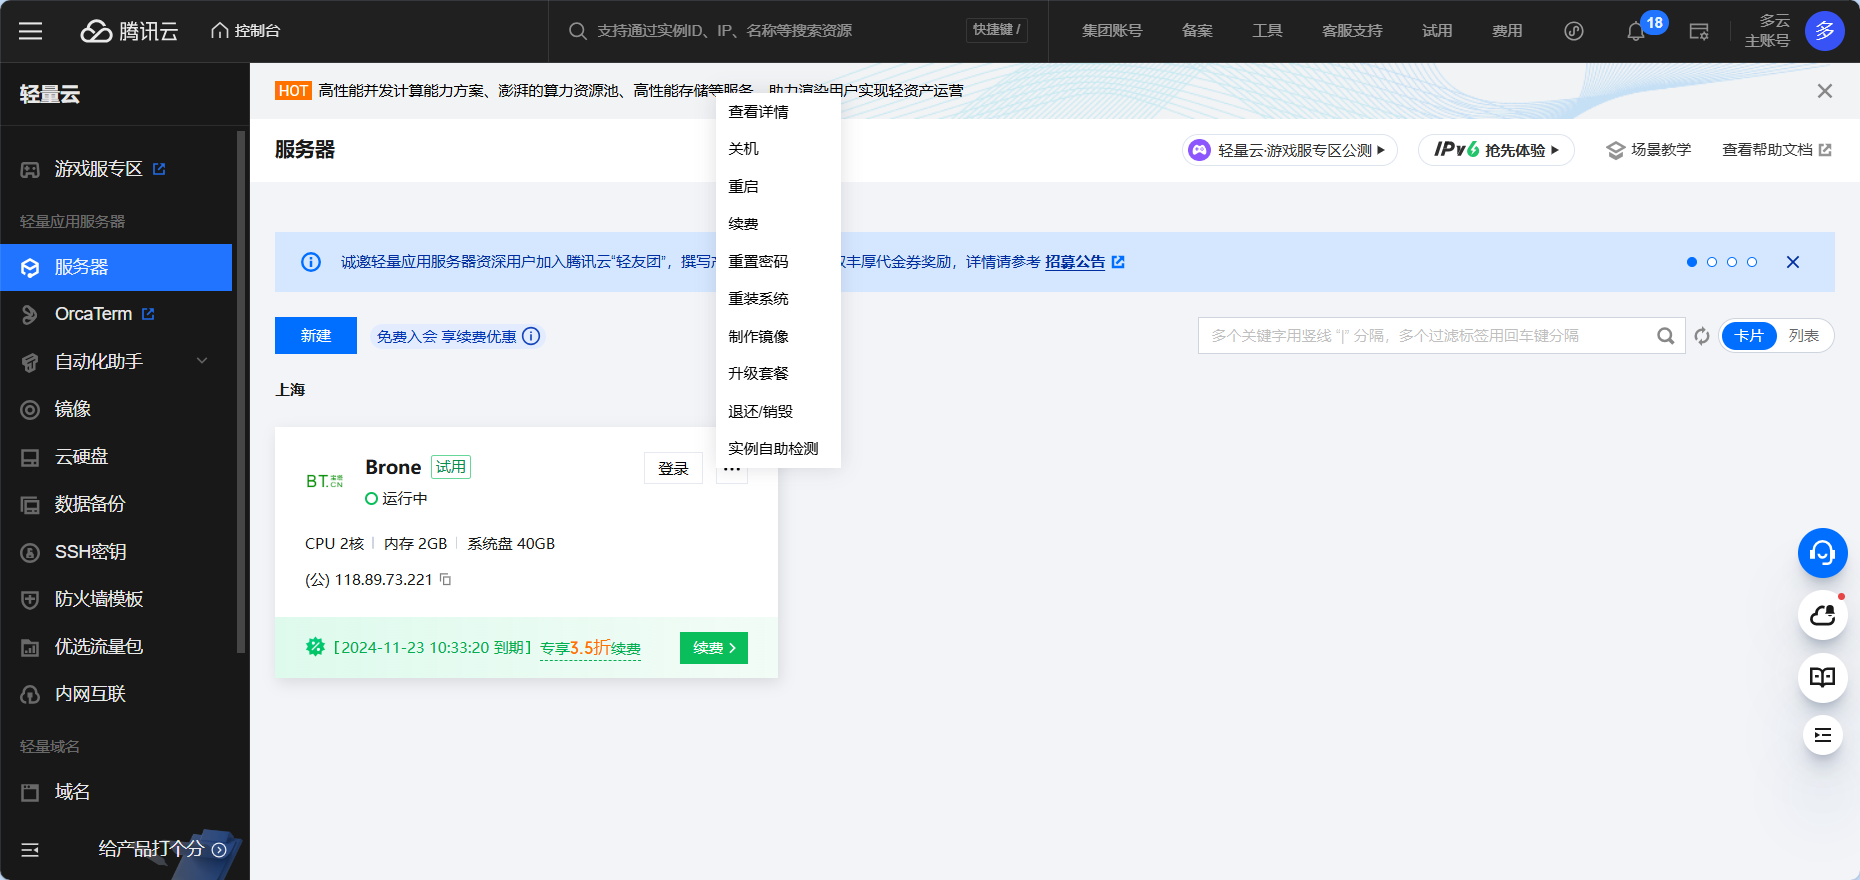 腾讯云
控制台
支持通过实例ID、IP、名称等搜索资源
快捷键 /
集团账号
备案
工具
客服支持
试用
费用
18
多云
主账号
多
轻量云
游戏服专区
轻量应用服务器
服务器
OrcaTerm
自动化助手
镜像
云硬盘
数据备份
SSH密钥
防火墙模板
优选流量包
内网互联
轻量域名
域名
给产品打个分
HOT 高性能并发计算能力方案、澎湃的算力资源池、高性能存储等服务，助力渲染用户实现轻资产运营
服务器
轻量云·游戏服专区公测
IPv6 抢先体验
场景教学
查看帮助文档
诚邀轻量应用服务器资深用户加入腾讯云“轻友团”，撰写
丰厚代金券奖励，详情请参考 招募公告
新建
免费入会 享续费优惠
多个关键字用竖线 "|" 分隔，多个过滤标签用回车键分隔
卡片
列表
上海
查看详情
关机
重启
续费
重置密码
重装系统
制作镜像
升级套餐
退还/销毁
实例自助检测
BT.CN
Brone
试用
登录
...
运行中
CPU 2核
内存 2GB
系统盘 40GB
(公) 118.89.73.221
[2024-11-23 10:33:20 到期]
专享3.5折续费
续费